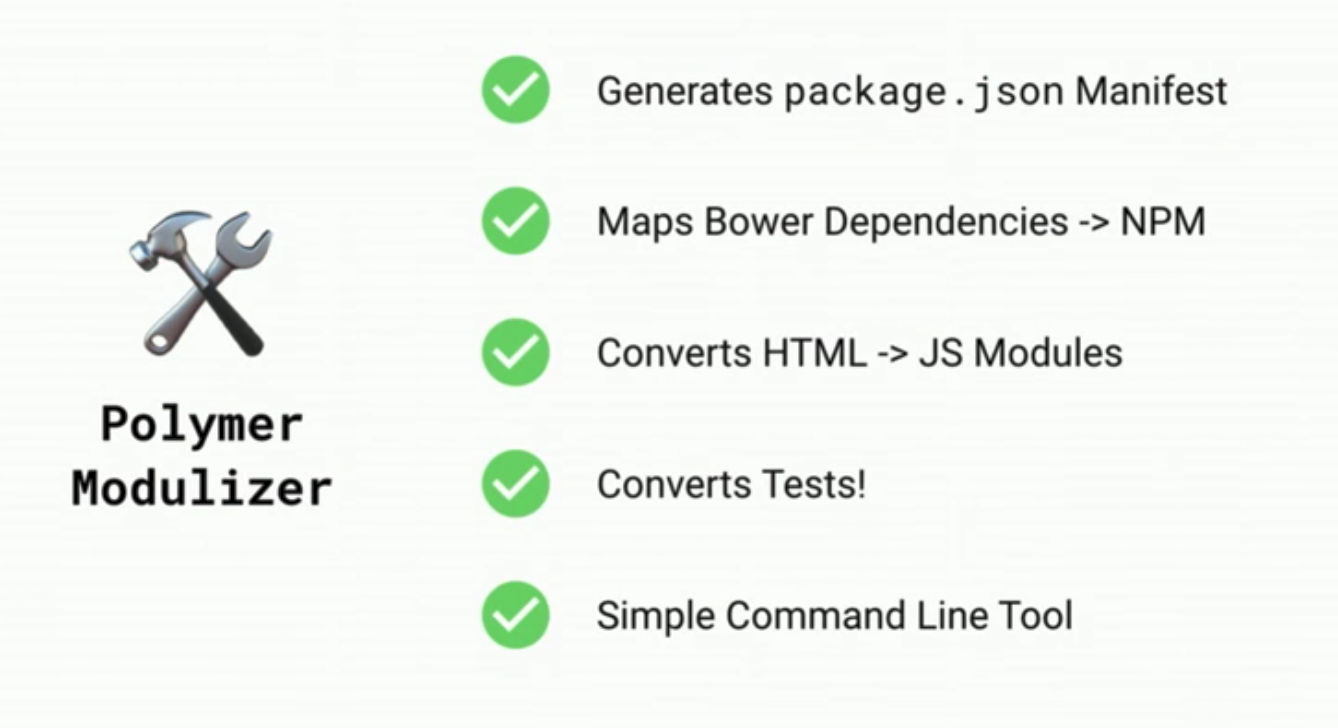 Polymer
Modulizer
Generates package.json Manifest
Maps Bower Dependencies -> NPM
Converts HTML -> JS Modules
Converts Tests!
Simple Command Line Tool